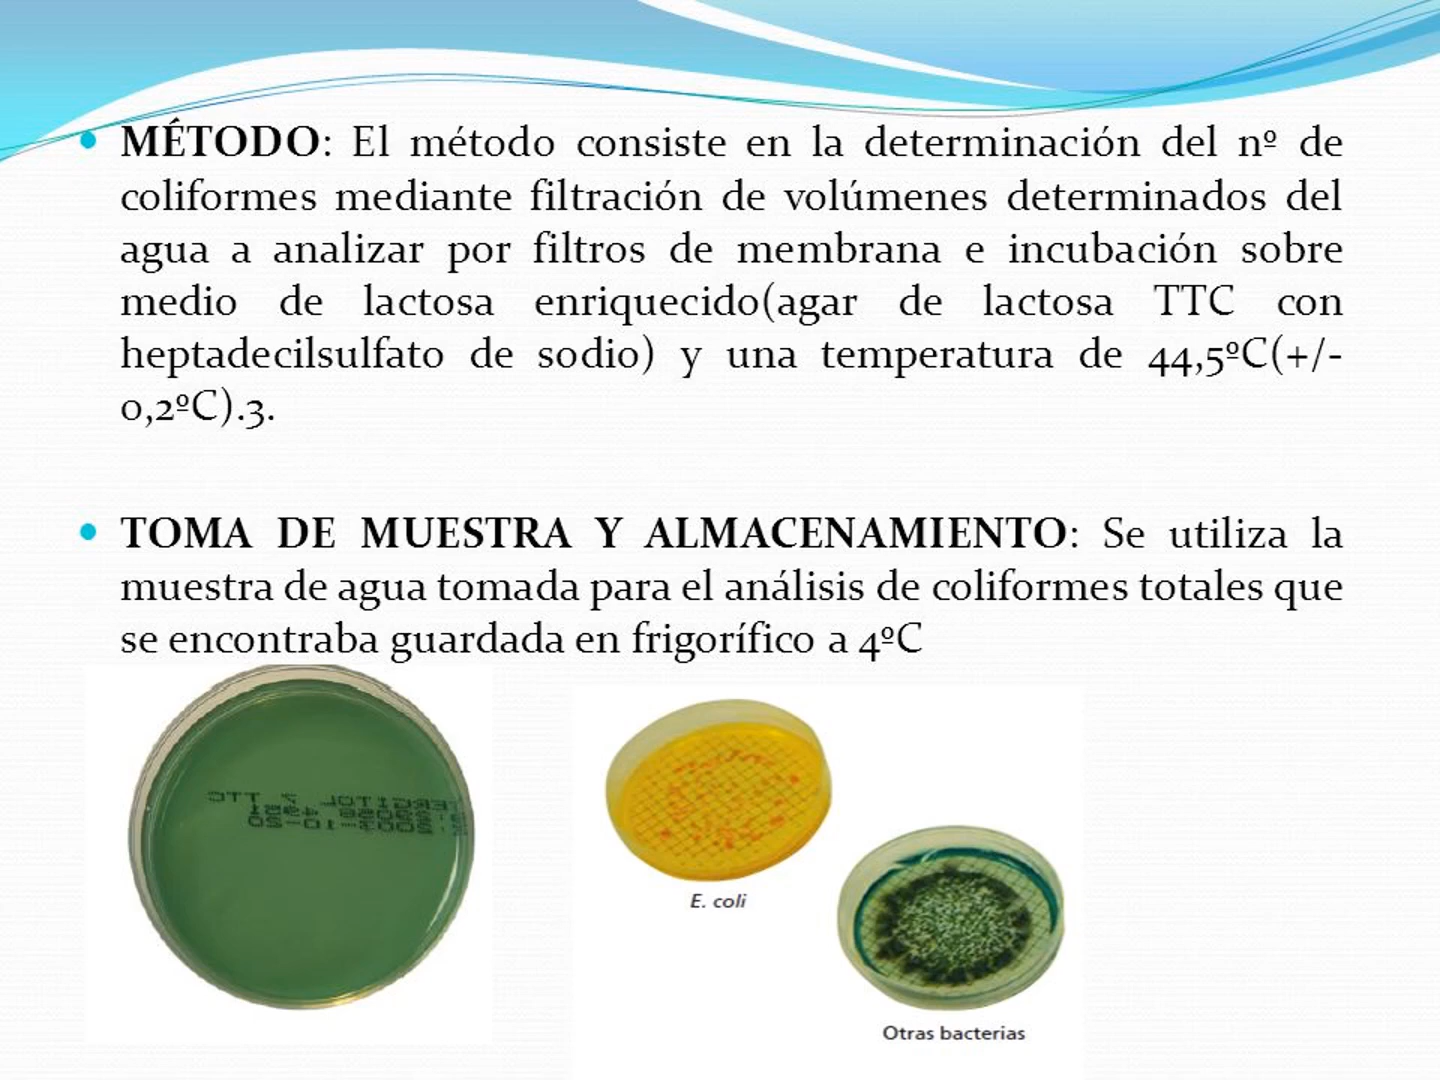 • MÉTODO: El método consiste en la determinación del nº de
coliformes mediante filtración de volúmenes determinados del
agua a analizar por filtros de membrana e incubación sobre
medio de lactosa enriquecido(agar de lactosa TTC con
heptadecilsulfato de sodio) y una temperatura de 44,5ºC(+/-
0,2ºC).3.
• TOMA DE MUESTRA Y ALMACENAMIENTO: Se utiliza la
muestra de agua tomada para el análisis de coliformes totales que
se encontraba guardada en frigorífico a 4ºC
TTC
E. coli
Otras bacterias